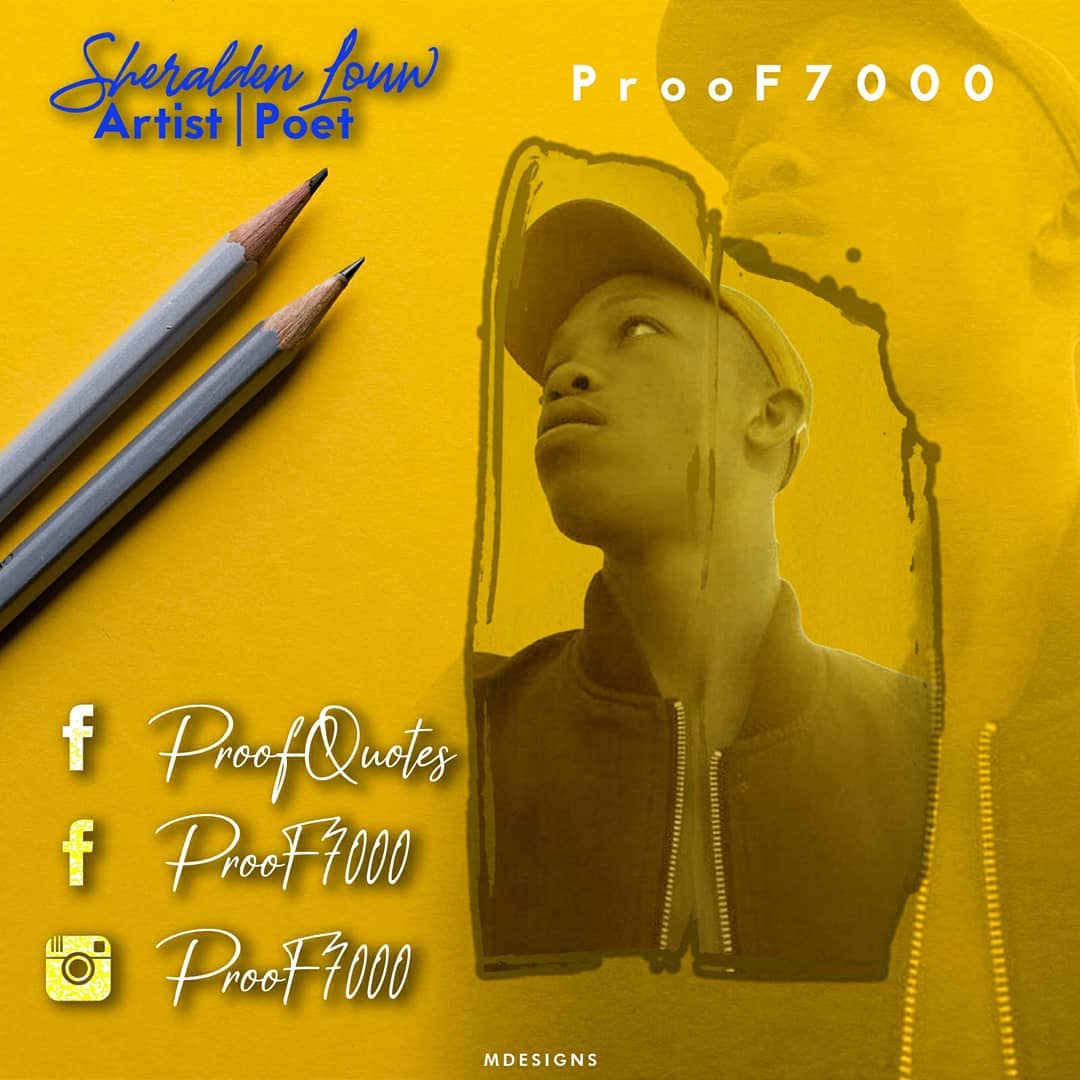 Sheralden Louw
Artist | Poet
ProoF7000
ProofQuotes
ProoF7000
ProoF7000
MDESIGNS